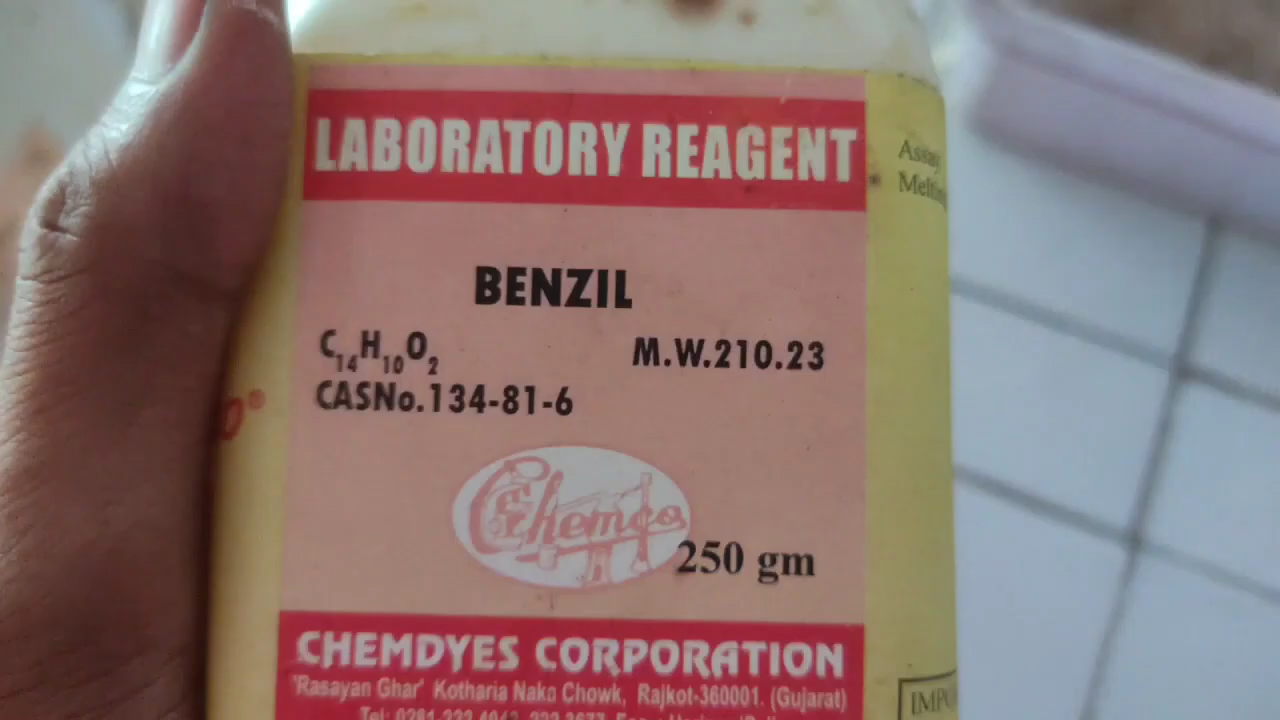 LABORATORY REAGENT
BENZIL
C₁₄H₁₀O₂ M.W.210.23
CASNo.134-81-6
Chemco
250 gm
CHEMDYES CORPORATION
'Rasayan Ghar' Kotharia Naka Chowk, Rajkot-360001. (Gujarat)
Assay